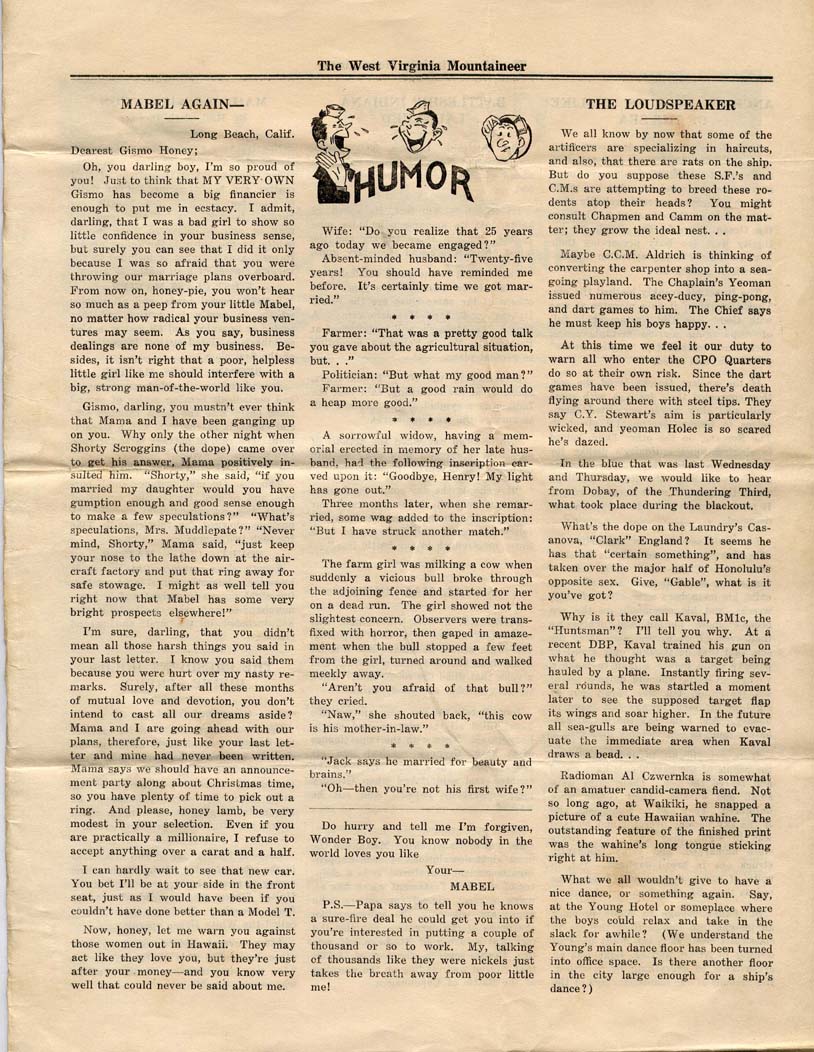 The West Virginia Mountaineer
MABEL AGAIN—
Long Beach, Calif.
Dearest Gismo Honey;
Oh, you darling boy, I'm so proud of
you! Just to think that MY VERY OWN
Gismo has become a big financier is
enough to put me in ecstacy. I admit,
darling, that I was a bad girl to show so
little confidence in your business sense,
but surely you can see that I did it only
because I was so afraid that you were
throwing our marriage plans overboard.
From now on, honey-pie, you won't hear
so much as a peep from your little Mabel,
no matter how radical your business ven-
tures may seem. As you say, business
dealings are none of my business. Be-
sides, it isn't right that a poor, helpless
little girl like me should interfere with a
big, strong man-of-the-world like you.
Gismo, darling, you mustn't ever think
that Mama and I have been ganging up
on you. Why only the other night when
Shorty Scroggins (the dope) came over
to get his answer, Mama positively in-
sulted him. "Shorty," she said, "if you
married my daughter would you have
gumption enough and good sense enough
to make a few speculations?" "What's
speculations, Mrs. Muddlepate?" "Never
mind, Shorty," Mama said, "just keep
your nose to the lathe down at the air-
craft factory and put that ring away for
safe stowage. I might as well tell you
right now that Mabel has some very
bright prospects elsewhere!"
I'm sure, darling, that you didn't
mean all those harsh things you said in
your last letter. I know you said them
because you were hurt over my nasty re-
marks. Surely, after all these months
of mutual love and devotion, you don't
intend to cast all our dreams aside?
Mama and I are going ahead with our
plans, therefore, just like your last let-
ter and mine had never been written.
Mama says we should have an announce-
ment party along about Christmas time,
so you have plenty of time to pick out a
ring. And please, honey lamb, be very
modest in your selection. Even if you
are practically a millionaire, I refuse to
accept anything over a carat and a half.
I can hardly wait to see that new car.
You bet I'll be at your side in the front
seat, just as I would have been if you
couldn't have done better than a Model T.
Now, honey, let me warn you against
those women out in Hawaii. They may
act like they love you, but they're just
after your money—and you know very
well that could never be said about me.
HUMOR
Wife: "Do you realize that 25 years
ago today we became engaged?"
Absent-minded husband: "Twenty-five
years! You should have reminded me
before. It's certainly time we got mar-
ried."
* * * *
Farmer: "That was a pretty good talk
you gave about the agricultural situation,
but. . ."
Politician: "But what my good man?"
Farmer: "But a good rain would do
a heap more good."
* * * *
A sorrowful widow, having a mem-
orial erected in memory of her late hus-
band, had the following inscription car-
ved upon it: "Goodbye, Henry! My light
has gone out."
Three months later, when she remar-
ried, some wag added to the inscription:
"But I have struck another match."
* * * *
The farm girl was milking a cow when
suddenly a vicious bull broke through
the adjoining fence and started for her
on a dead run. The girl showed not the
slightest concern. Observers were trans-
fixed with horror, then gaped in amaze-
ment when the bull stopped a few feet
from the girl, turned around and walked
meekly away.
"Aren't you afraid of that bull?"
they cried.
"Naw," she shouted back, "this cow
is his mother-in-law."
* * * *
"Jack says he married for beauty and
brains."
"Oh—then you're not his first wife?"
Do hurry and tell me I'm forgiven,
Wonder Boy. You know nobody in the
world loves you like
Your—
MABEL
P.S.—Papa says to tell you he knows
a sure-fire deal he could get you into if
you're interested in putting a couple of
thousand or so to work. My, talking
of thousands like they were nickels just
takes the breath away from poor little
me!
THE LOUDSPEAKER
We all know by now that some of the
artificers are specializing in haircuts,
and also, that there are rats on the ship.
But do you suppose these S.F.'s and
C.M.s are attempting to breed these ro-
dents atop their heads? You might
consult Chapmen and Camm on the mat-
ter; they grow the ideal nest. . .
Maybe C.C.M. Aldrich is thinking of
converting the carpenter shop into a sea-
going playland. The Chaplain's Yeoman
issued numerous acey-ducy, ping-pong,
and dart games to him. The Chief says
he must keep his boys happy. . .
At this time we feel it our duty to
warn all who enter the CPO Quarters
do so at their own risk. Since the dart
games have been issued, there's death
flying around there with steel tips. They
say C.Y. Stewart's aim is particularly
wicked, and yeoman Holec is so scared
he's dazed.
In the blue that was last Wednesday
and Thursday, we would like to hear
from Dobay, of the Thundering Third,
what took place during the blackout.
What's the dope on the Laundry's Cas-
anova, "Clark" England? It seems he
has that "certain something", and has
taken over the major half of Honolulu's
opposite sex. Give, "Gable", what is it
you've got?
Why is it they call Kaval, BM1c, the
"Huntsman"? I'll tell you why. At a
recent DBP, Kaval trained his gun on
what he thought was a target being
hauled by a plane. Instantly firing sev-
eral rounds, he was startled a moment
later to see the supposed target flap
its wings and soar higher. In the future
all sea-gulls are being warned to evac-
uate the immediate area when Kaval
draws a bead. . .
Radioman Al Czwernka is somewhat
of an amatuer candid-camera fiend. Not
so long ago, at Waikiki, he snapped a
picture of a cute Hawaiian wahine. The
outstanding feature of the finished print
was the wahine's long tongue sticking
right at him.
What we all wouldn't give to have a
nice dance, or something again. Say,
at the Young Hotel or someplace where
the boys could relax and take in the
slack for awhile? (We understand the
Young's main dance floor has been turned
into office space. Is there another floor
in the city large enough for a ship's
dance?)